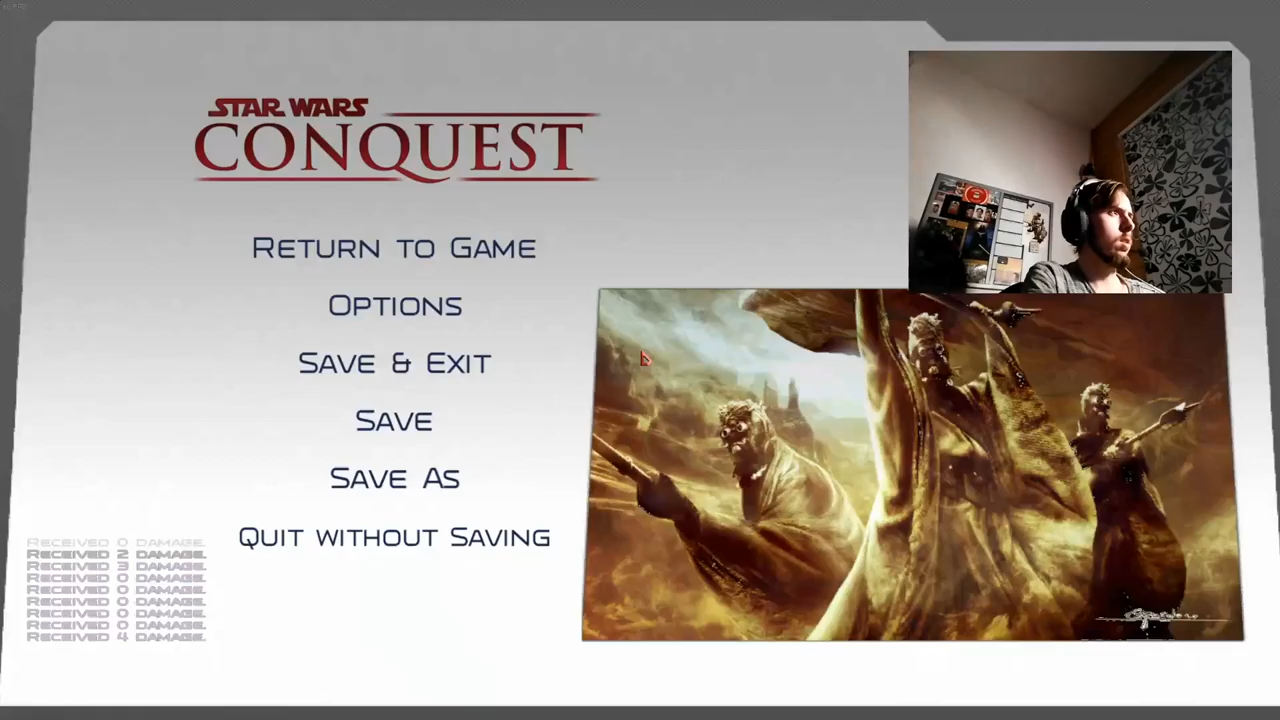 STAR WARS
CONQUEST
RETURN TO GAME
OPTIONS
SAVE & EXIT
SAVE
SAVE AS
QUIT WITHOUT SAVING
RECEIVED 0 DAMAGE.
RECEIVED 2 DAMAGE.
RECEIVED 3 DAMAGE.
RECEIVED 0 DAMAGE.
RECEIVED 0 DAMAGE.
RECEIVED 0 DAMAGE.
RECEIVED 0 DAMAGE.
RECEIVED 0 DAMAGE.
RECEIVED 4 DAMAGE.